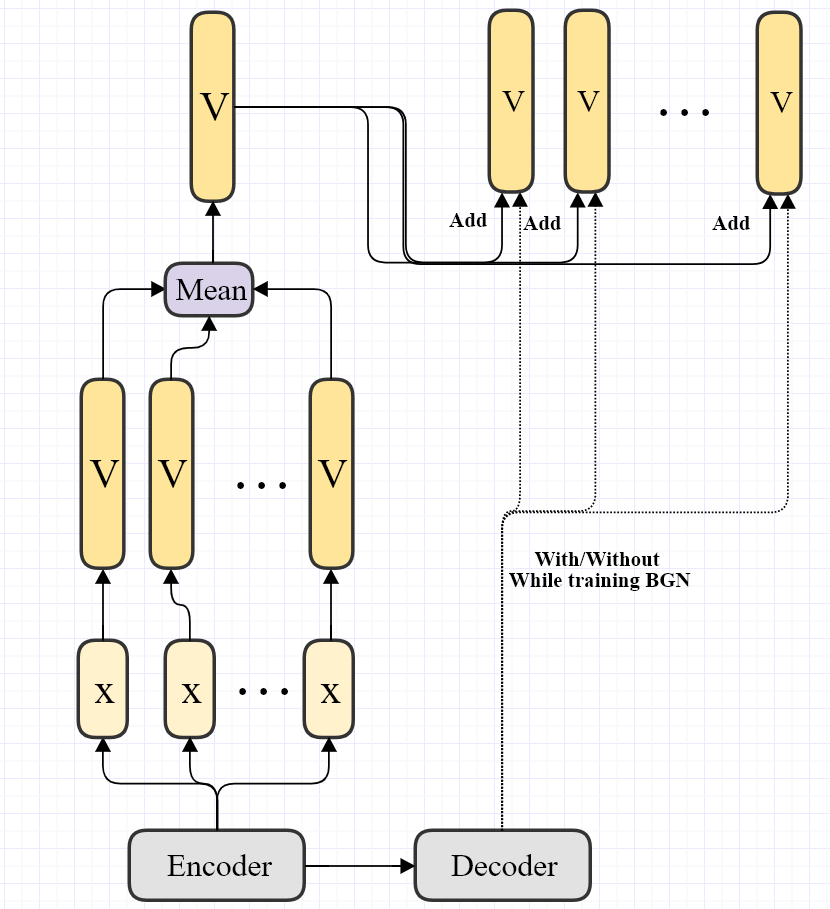 V
V
V
...
V
Add
Add
Add
Mean
V
V
...
V
With/Without
While training BGN
x
x
...
x
Encoder
Decoder